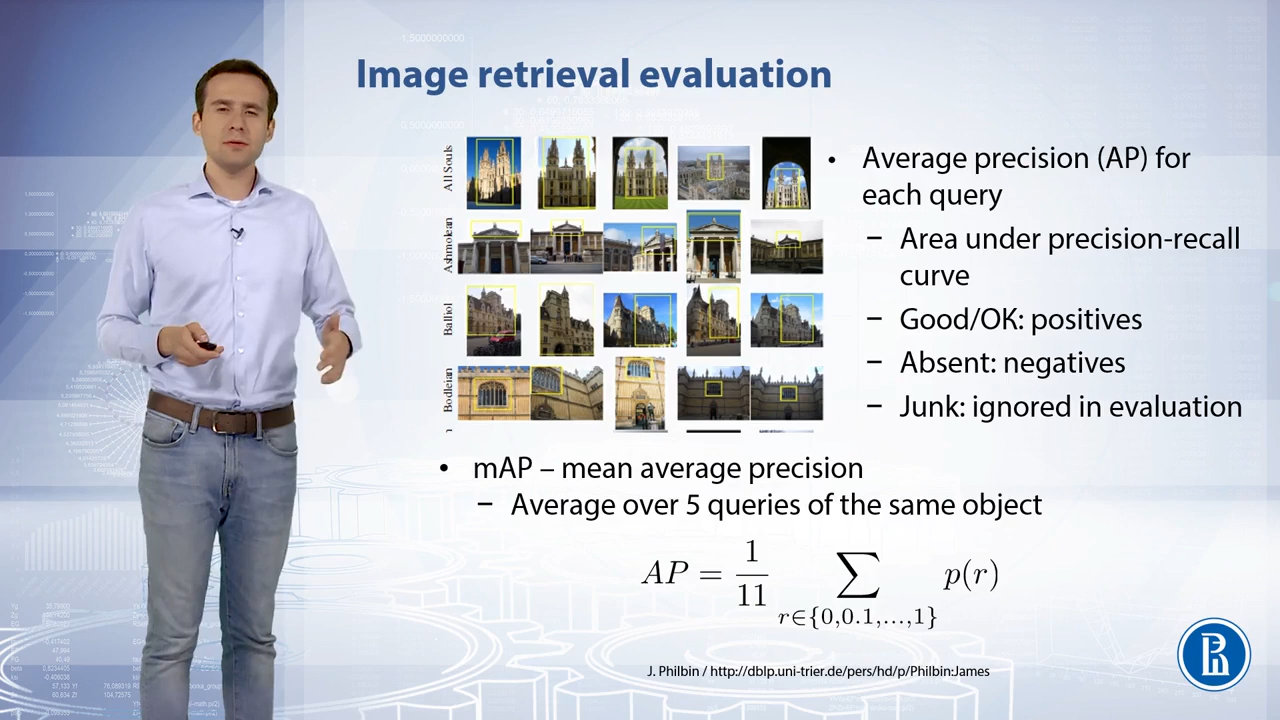 Image retrieval evaluation
All Souls
Ashmolean
Balliol
Bodleian
• Average precision (AP) for
each query
– Area under precision-recall
curve
– Good/OK: positives
– Absent: negatives
– Junk: ignored in evaluation
• mAP – mean average precision
– Average over 5 queries of the same object
AP = 1/11 ∑ r∈{0,0.1,...,1} p(r)
J. Philbin / http://dblp.uni-trier.de/pers/hd/p/Philbin:James